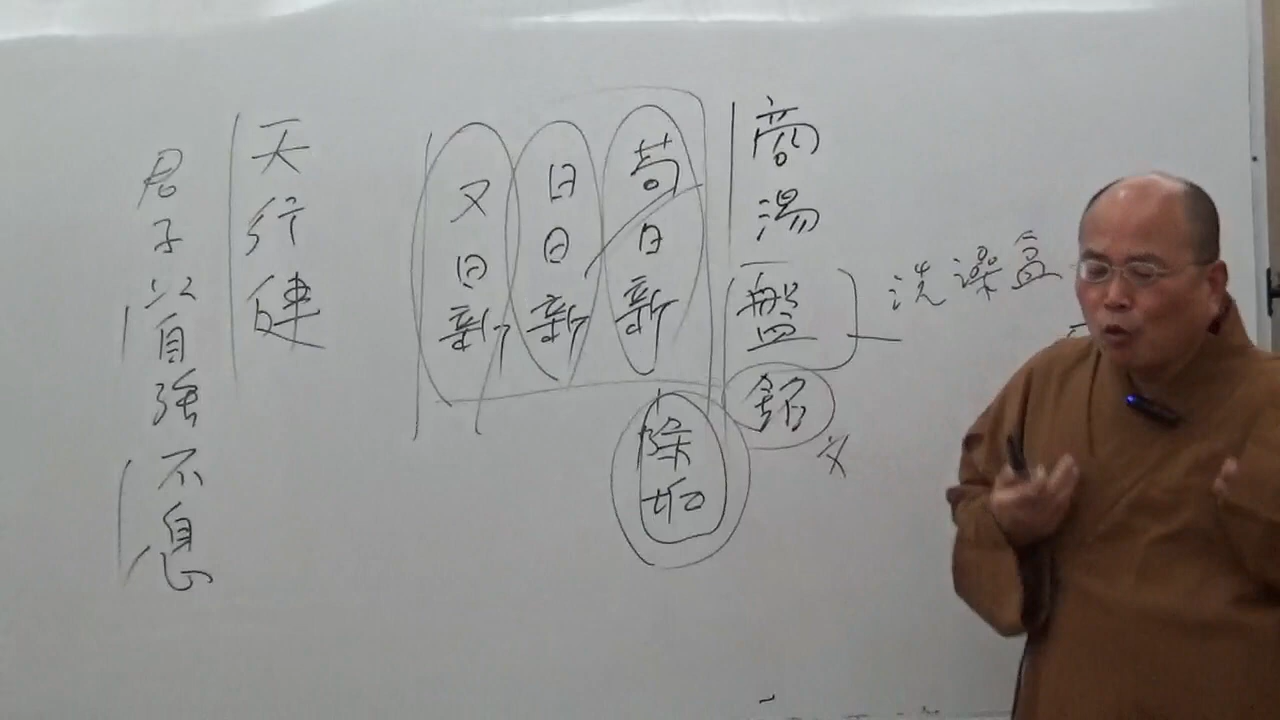 商湯盤銘
洗澡盆
文
苟日新
日日新
又日新
除垢
天行健
君子以自強不息